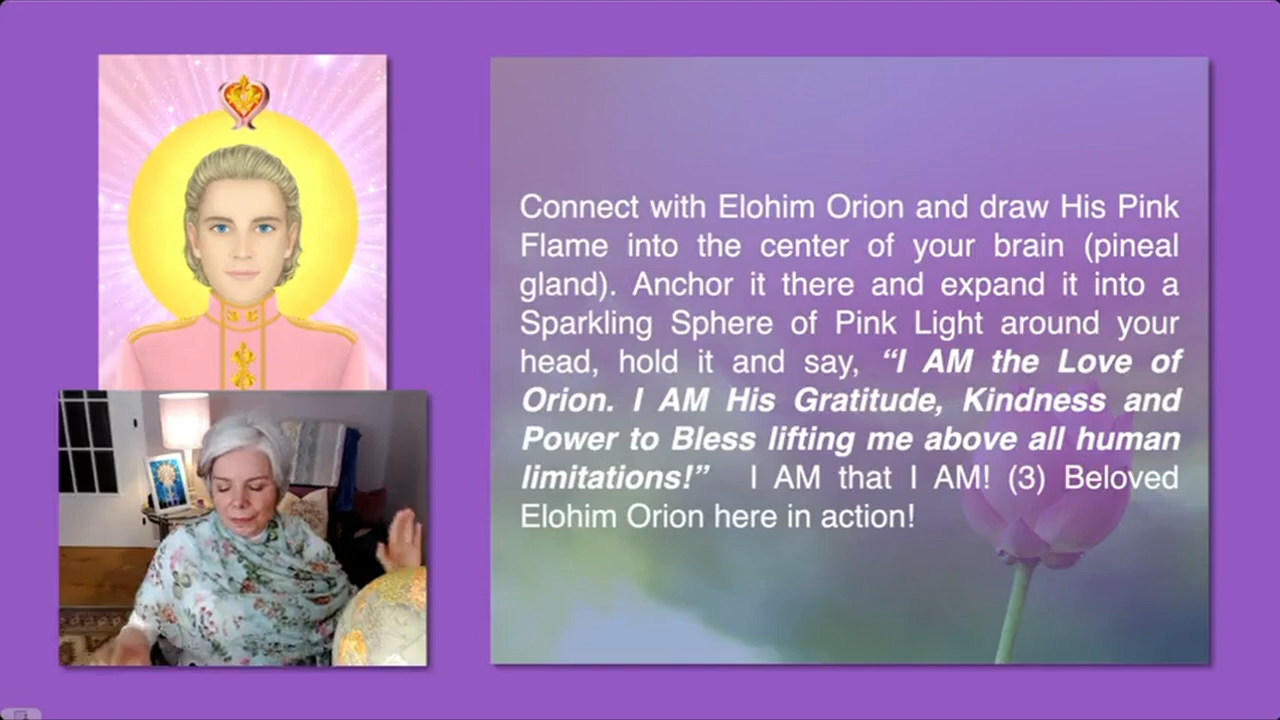 Connect with Elohim Orion and draw His Pink
Flame into the center of your brain (pineal
gland). Anchor it there and expand it into a
Sparkling Sphere of Pink Light around your
head, hold it and say, “I AM the Love of
Orion. I AM His Gratitude, Kindness and
Power to Bless lifting me above all human
limitations!” I AM that I AM! (3) Beloved
Elohim Orion here in action!